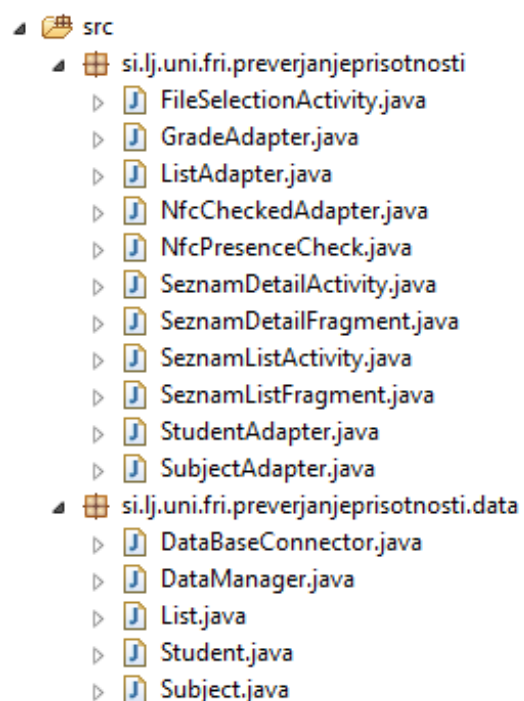 src
si.lj.uni.fri.preverjanjeprisotnosti
FileSelectionActivity.java
GradeAdapter.java
ListAdapter.java
NfcCheckedAdapter.java
NfcPresenceCheck.java
SeznamDetailActivity.java
SeznamDetailFragment.java
SeznamListActivity.java
SeznamListFragment.java
StudentAdapter.java
SubjectAdapter.java
si.lj.uni.fri.preverjanjeprisotnosti.data
DataBaseConnector.java
DataManager.java
List.java
Student.java
Subject.java